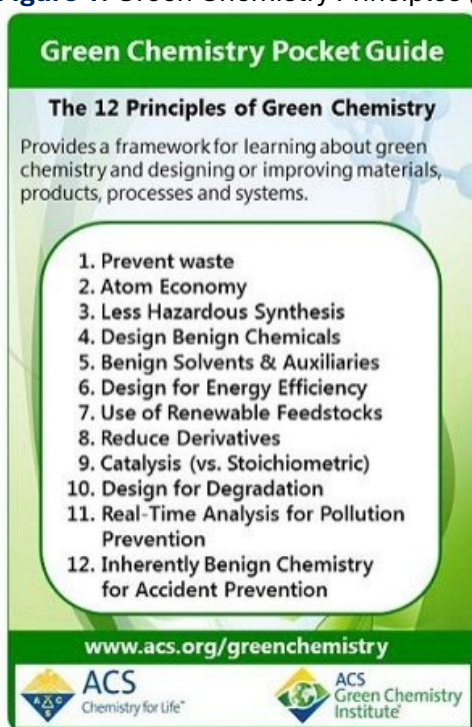 Green Chemistry Pocket Guide
The 12 Principles of Green Chemistry
Provides a framework for learning about green
chemistry and designing or improving materials,
products, processes and systems.
1. Prevent waste
2. Atom Economy
3. Less Hazardous Synthesis
4. Design Benign Chemicals
5. Benign Solvents & Auxiliaries
6. Design for Energy Efficiency
7. Use of Renewable Feedstocks
8. Reduce Derivatives
9. Catalysis (vs. Stoichiometric)
10. Design for Degradation
11. Real-Time Analysis for Pollution
Prevention
12. Inherently Benign Chemistry
for Accident Prevention
www.acs.org/greenchemistry
ACS
Chemistry for Life
ACS
Green Chemistry
Institute